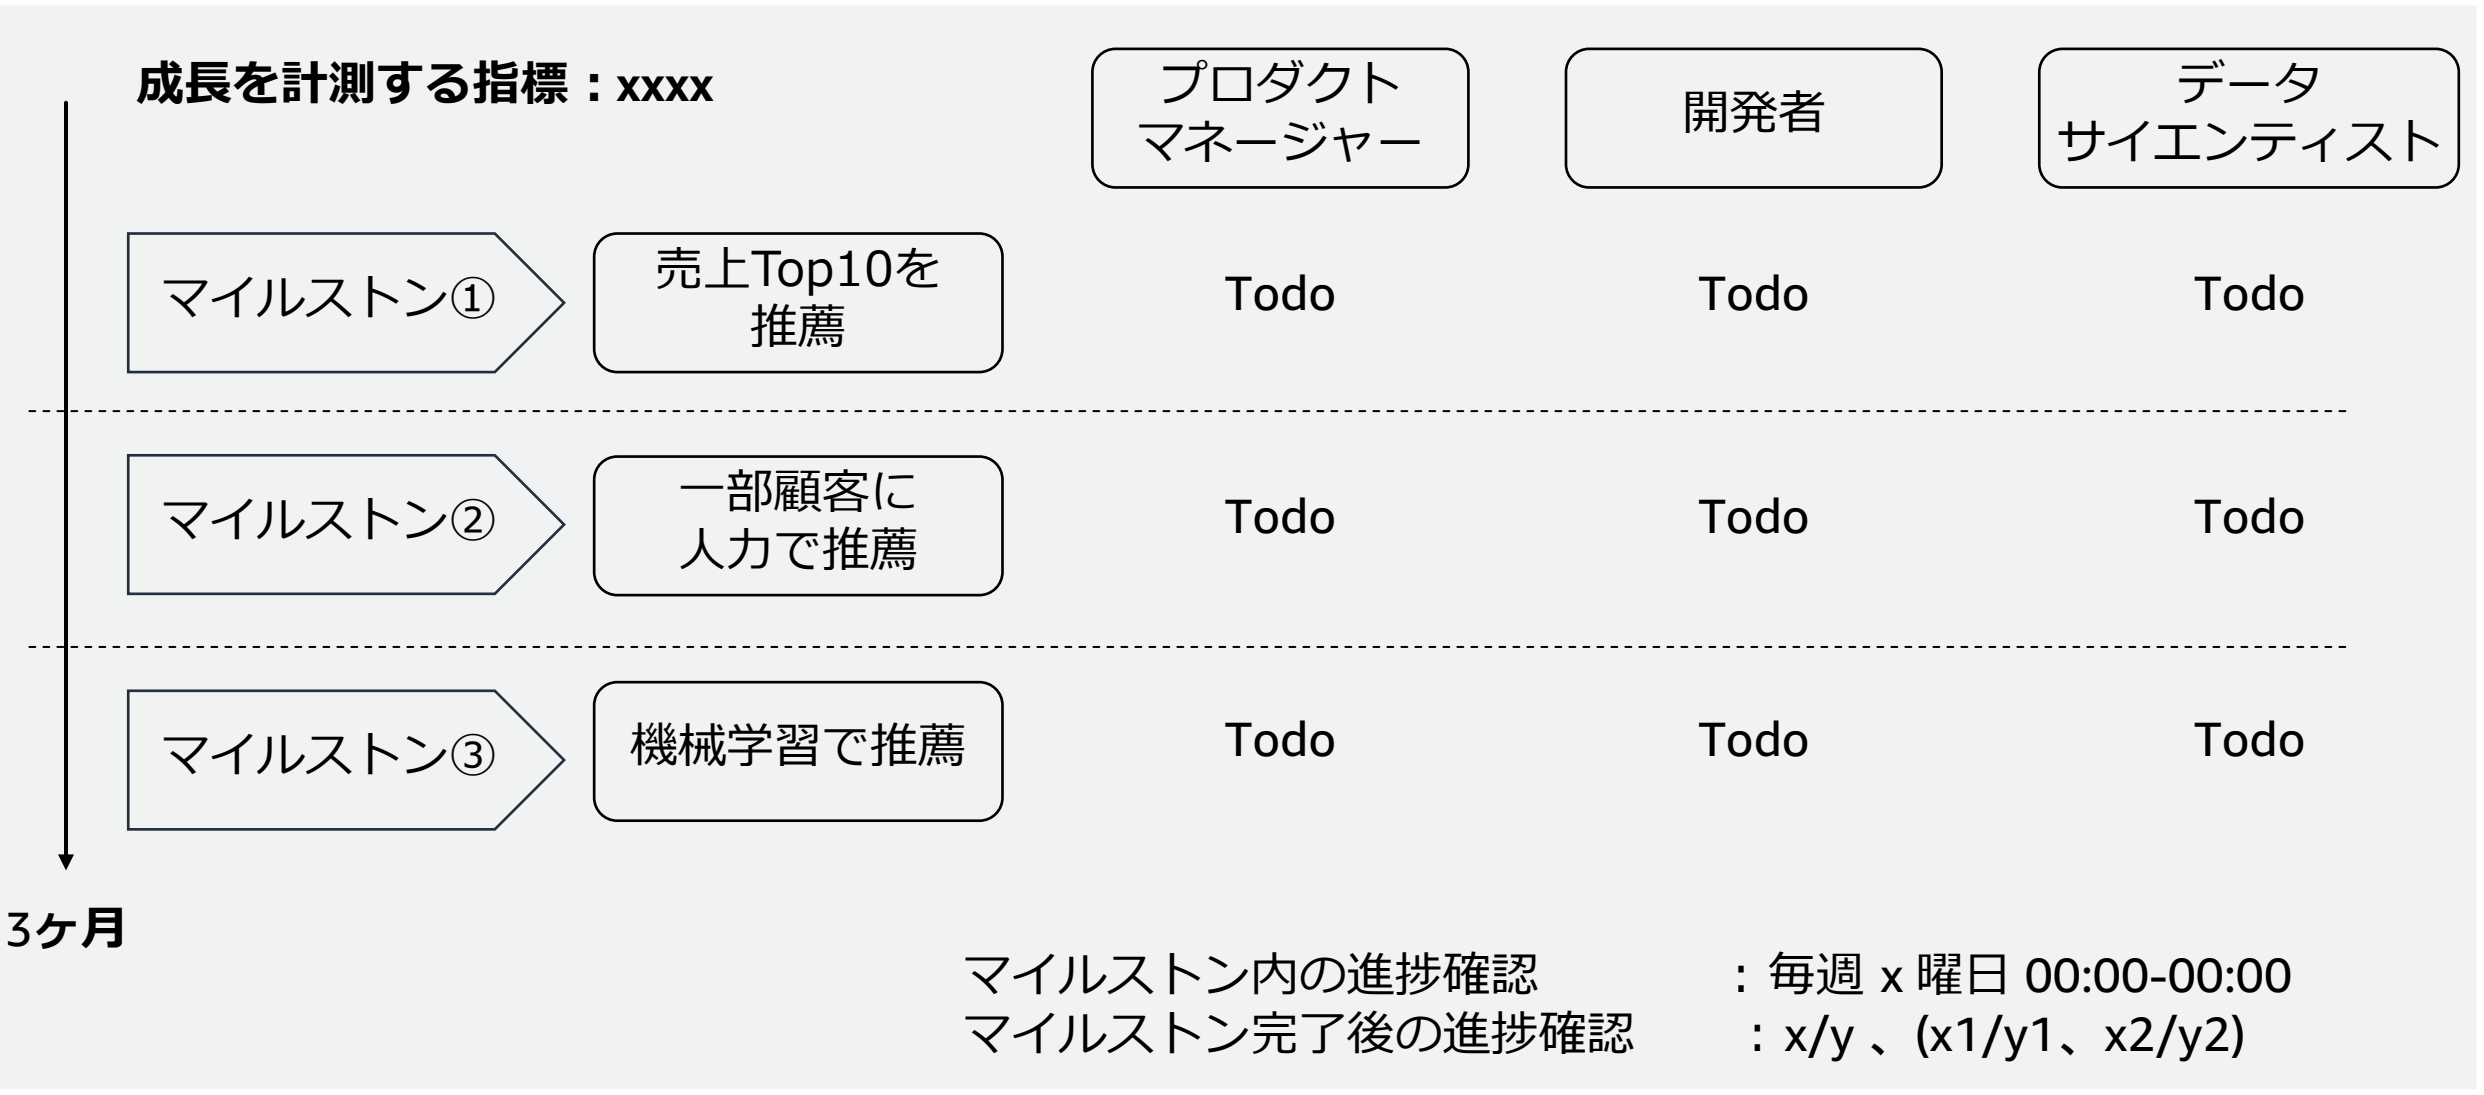 成長を計測する指標：xxxx
プロダクト
マネージャー
開発者
データ
サイエンティスト
マイルストン①
売上Top10を
推薦
Todo
Todo
Todo
マイルストン②
一部顧客に
人力で推薦
Todo
Todo
Todo
マイルストン③
機械学習で推薦
Todo
Todo
Todo
3ヶ月
マイルストン内の進捗確認 ：毎週 x 曜日 00:00-00:00
マイルストン完了後の進捗確認 ：x/y 、(x1/y1、x2/y2)